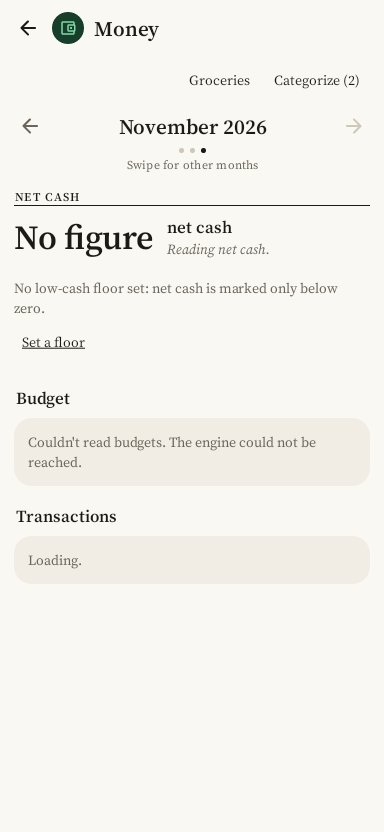 Money
Groceries
Categorize (2)
November 2026
Swipe for other months
NET CASH
No figure
net cash
Reading net cash.
No low-cash floor set: net cash is marked only below
zero.
Set a floor
Budget
Couldn't read budgets. The engine could not be
reached.
Transactions
Loading.